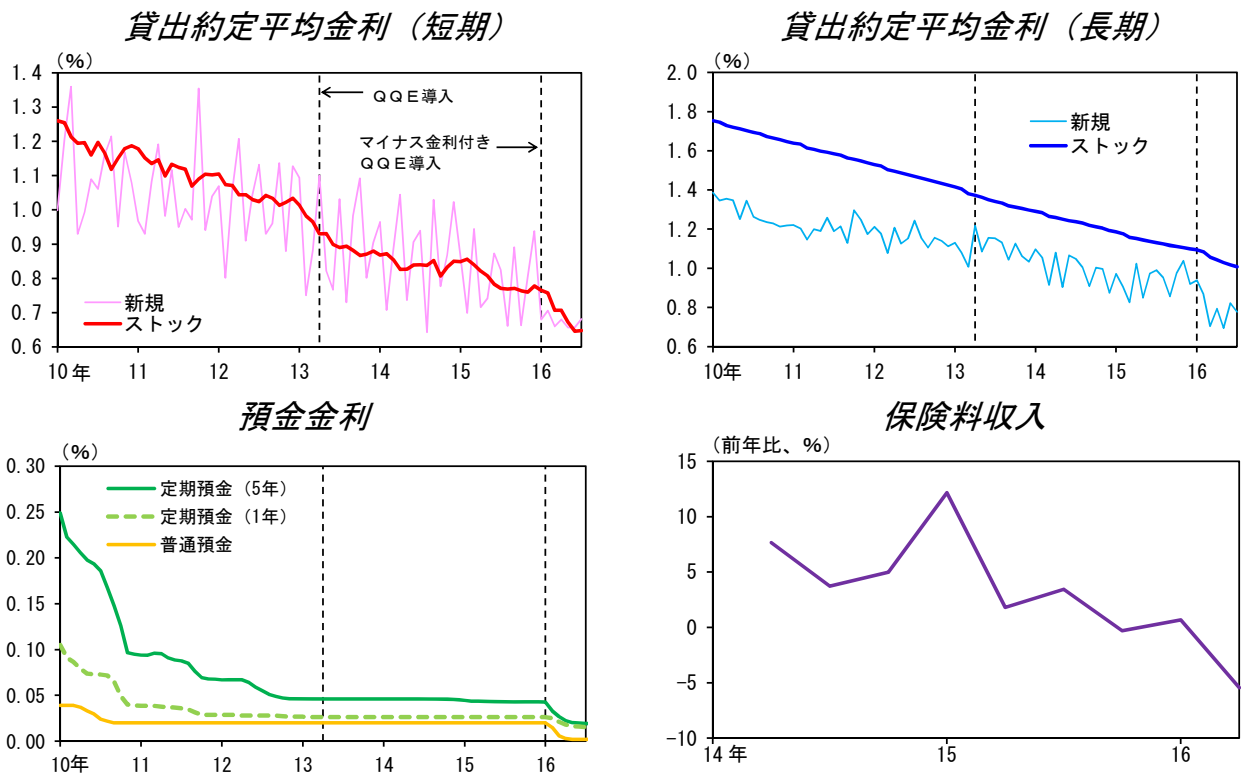 貸出約定平均金利（短期）
（%）
1.4
1.3
1.2
1.1
1.0
0.9
0.8
0.7
0.6
QQE導入
マイナス金利付き
QQE導入
新規
ストック
10年 11 12 13 14 15 16
貸出約定平均金利（長期）
（%）
2.0
1.8
1.6
1.4
1.2
1.0
0.8
0.6
新規
ストック
10年 11 12 13 14 15 16
預金金利
（%）
0.30
0.25
0.20
0.15
0.10
0.05
0.00
定期預金（5年）
定期預金（1年）
普通預金
10年 11 12 13 14 15 16
保険料収入
（前年比、%）
15
10
5
0
−5
−10
14年 15 16